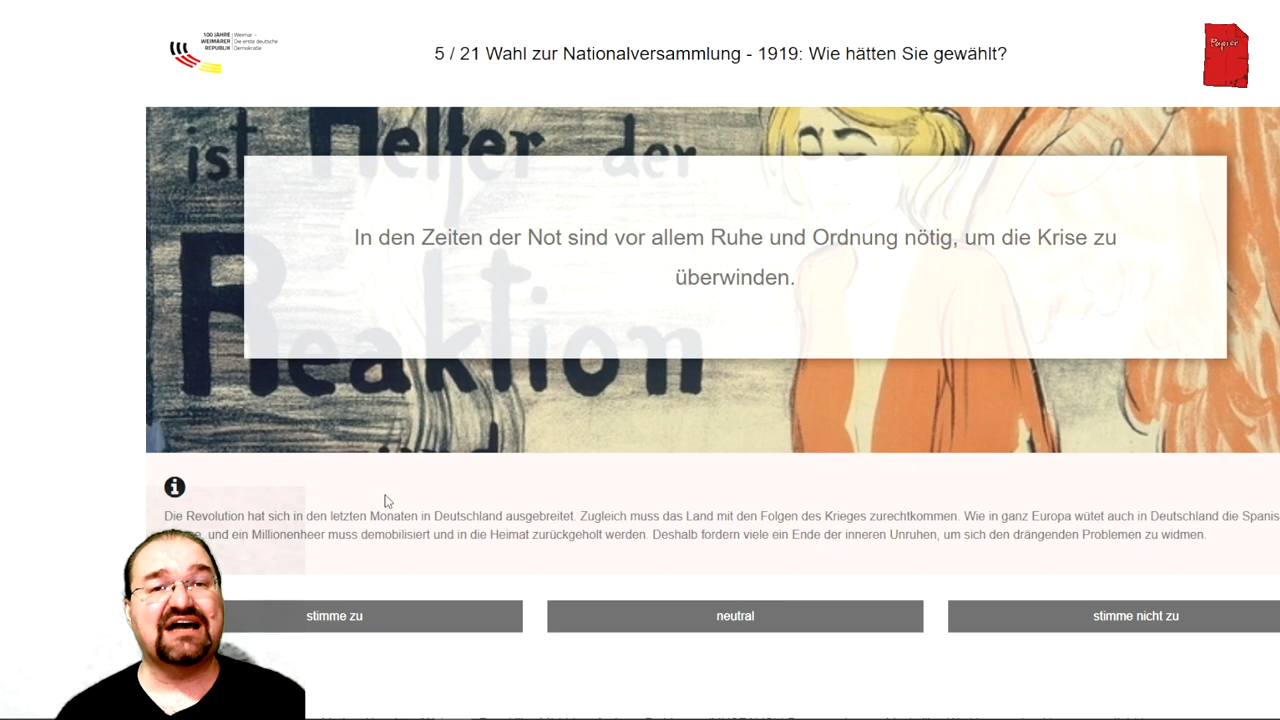 100 JAHRE
WEIMARER
REPUBLIK
Weimar –
Die erste deutsche
Demokratie
5 / 21 Wahl zur Nationalversammlung - 1919: Wie hätten Sie gewählt?
Papier
ist Helfer der
Reaktion
In den Zeiten der Not sind vor allem Ruhe und Ordnung nötig, um die Krise zu
überwinden.
Die Revolution hat sich in den letzten Monaten in Deutschland ausgebreitet. Zugleich muss das Land mit den Folgen des Krieges zurechtkommen. Wie in ganz Europa wütet auch in Deutschland die Spanis
und ein Millionenheer muss demobilisiert und in die Heimat zurückgeholt werden. Deshalb fordern viele ein Ende der inneren Unruhen, um sich den drängenden Problemen zu widmen.
stimme zu
neutral
stimme nicht zu